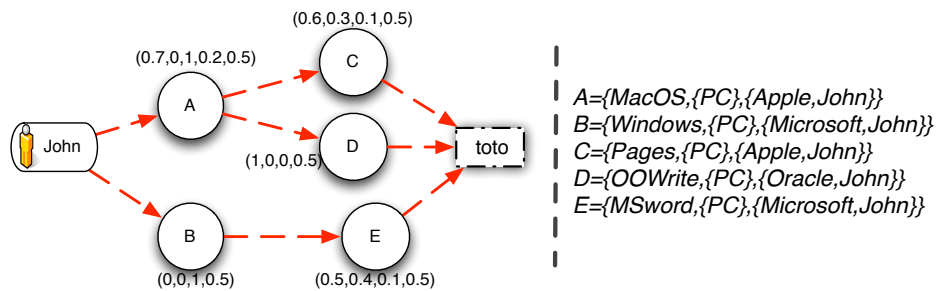 (0.6,0.3,0.1,0.5)
(0.7,0,1,0.2,0.5)
C
A
John
D
toto
(1,0,0,0.5)
B
E
(0,0,1,0.5)
(0.5,0.4,0.1,0.5)
A={MacOS,{PC},{Apple,John}}
B={Windows,{PC},{Microsoft,John}}
C={Pages,{PC},{Apple,John}}
D={OOWrite,{PC},{Oracle,John}}
E={MSword,{PC},{Microsoft,John}}